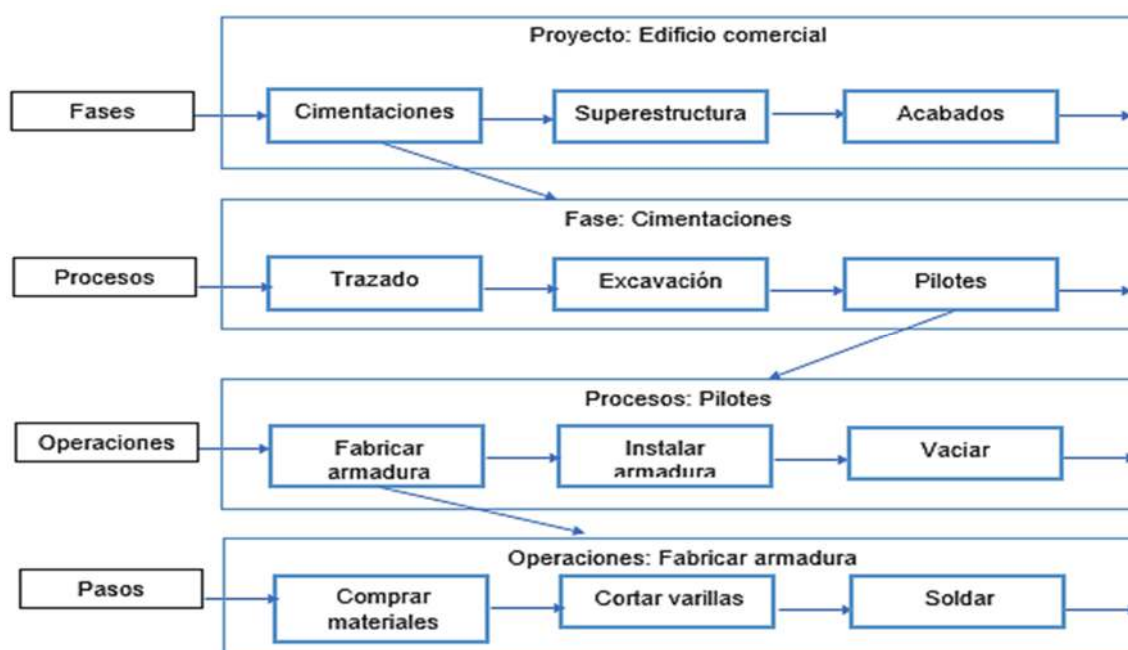 Proyecto: Edificio comercial
Fases
Cimentaciones
Superestructura
Acabados
Fase: Cimentaciones
Procesos
Trazado
Excavación
Pilotes
Procesos: Pilotes
Operaciones
Fabricar
armadura
Instalar
armadura
Vaciar
Operaciones: Fabricar armadura
Pasos
Comprar
materiales
Cortar varillas
Soldar